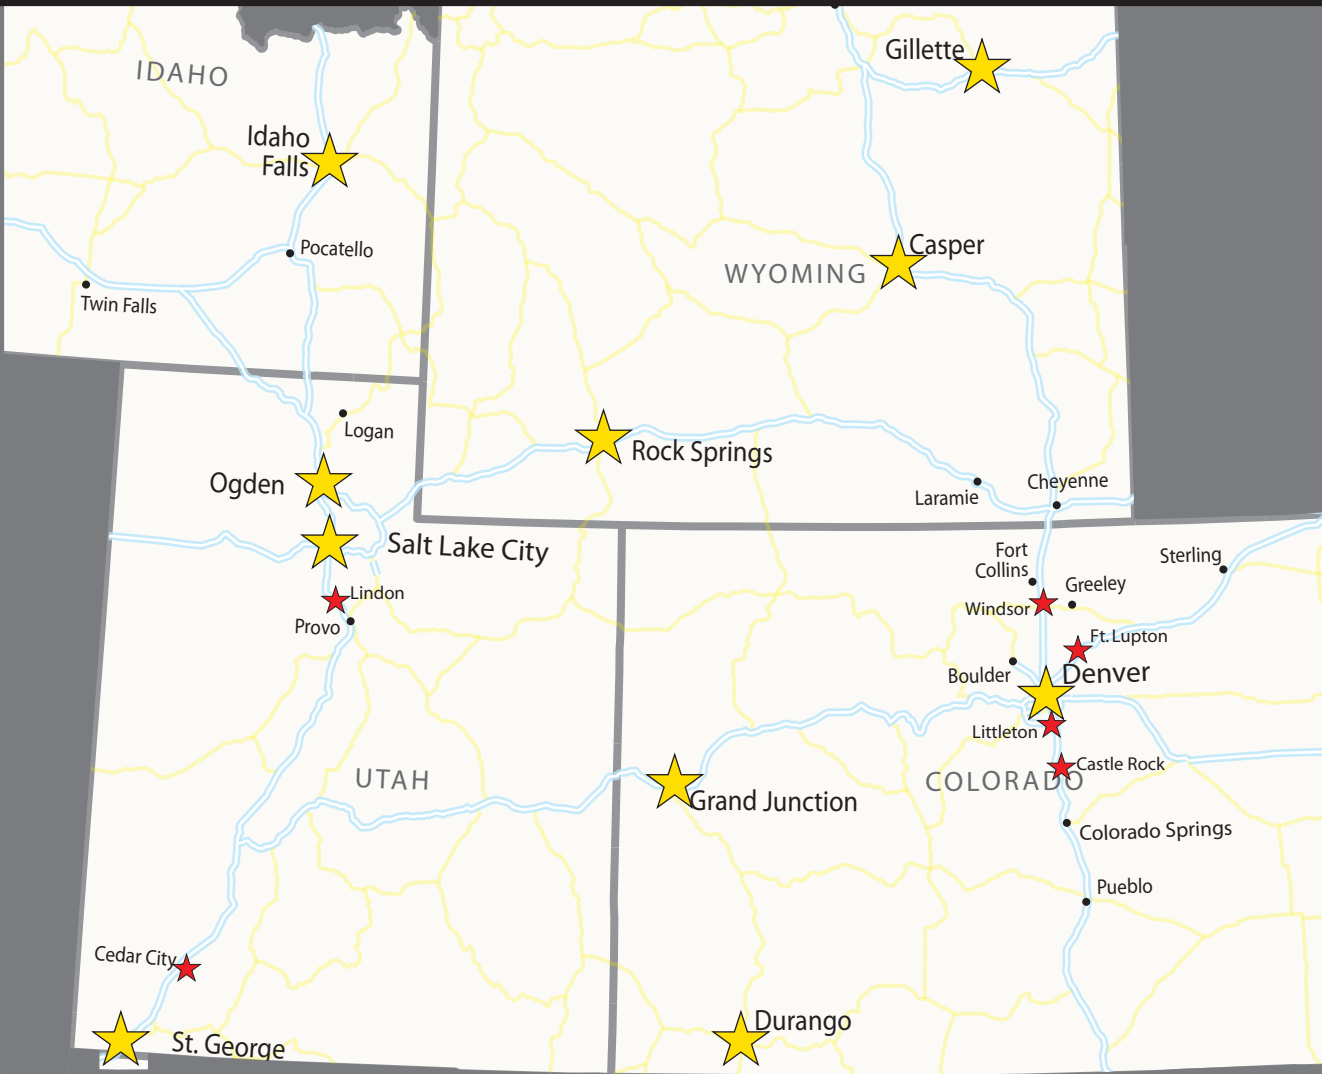 Gillette
IDAHO
Idaho
Falls
Casper
Pocatello
WYOMING
Twin Falls
Logan
Rock Springs
Ogden
Cheyenne
Laramie
Salt Lake City
Fort
Collins
Sterling
Greeley
Lindon
Windsor
Provo
Ft. Lupton
Boulder
Denver
Littleton
Castle Rock
UTAH
COLORADO
Grand Junction
Colorado Springs
Pueblo
Cedar City
Durango
St. George